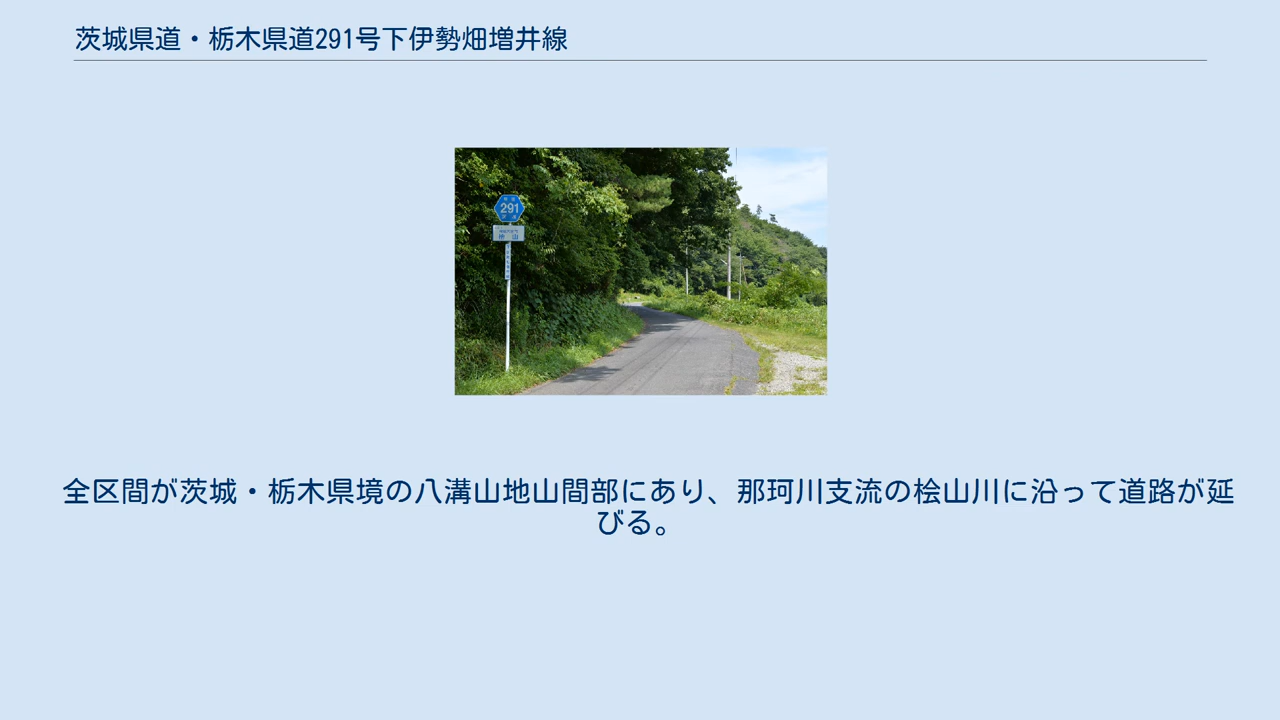 茨城県道・栃木県道291号下伊勢畑増井線
291
桧山
全区間が茨城・栃木県境の八溝山地山間部にあり、那珂川支流の桧山川に沿って道路が延
びる。